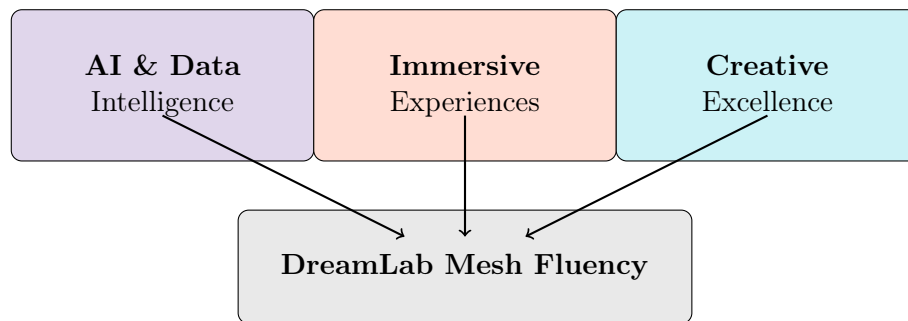 AI & Data
Intelligence
Immersive
Experiences
Creative
Excellence
DreamLab Mesh Fluency